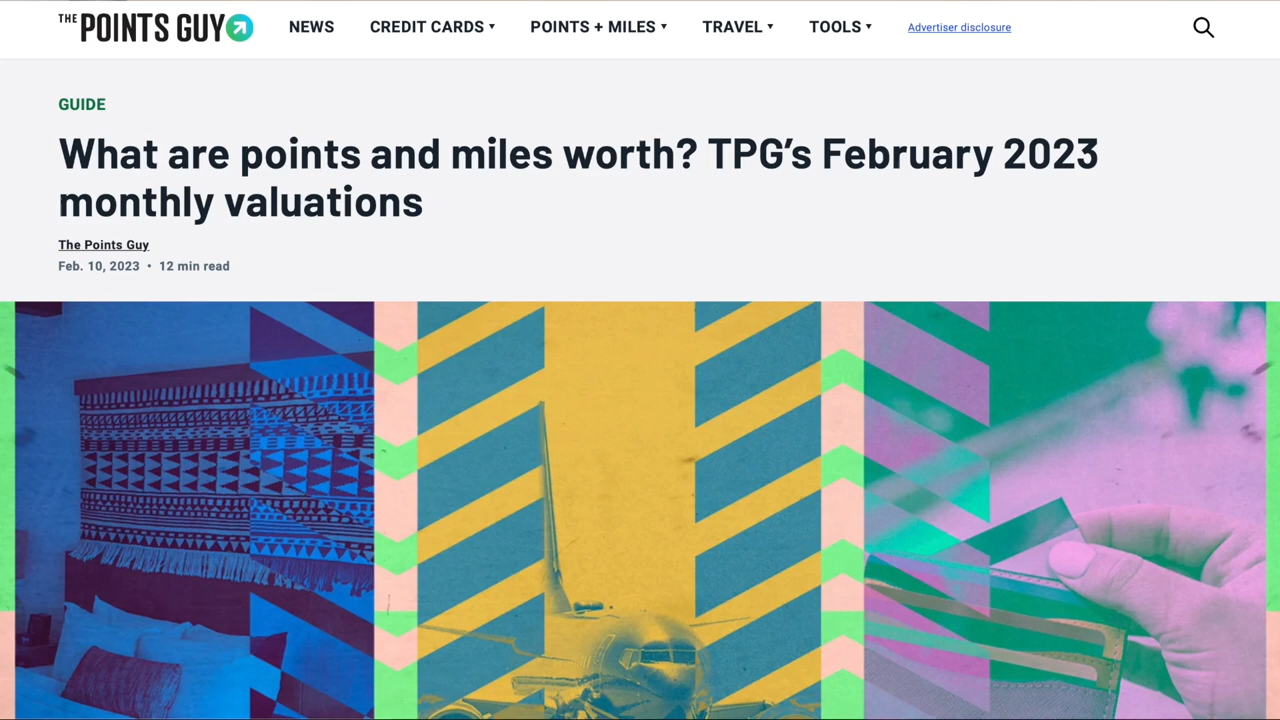 THE POINTS GUY
NEWS
CREDIT CARDS
POINTS + MILES
TRAVEL
TOOLS
Advertiser disclosure
GUIDE
What are points and miles worth? TPG’s February 2023
monthly valuations
The Points Guy
Feb. 10, 2023 • 12 min read